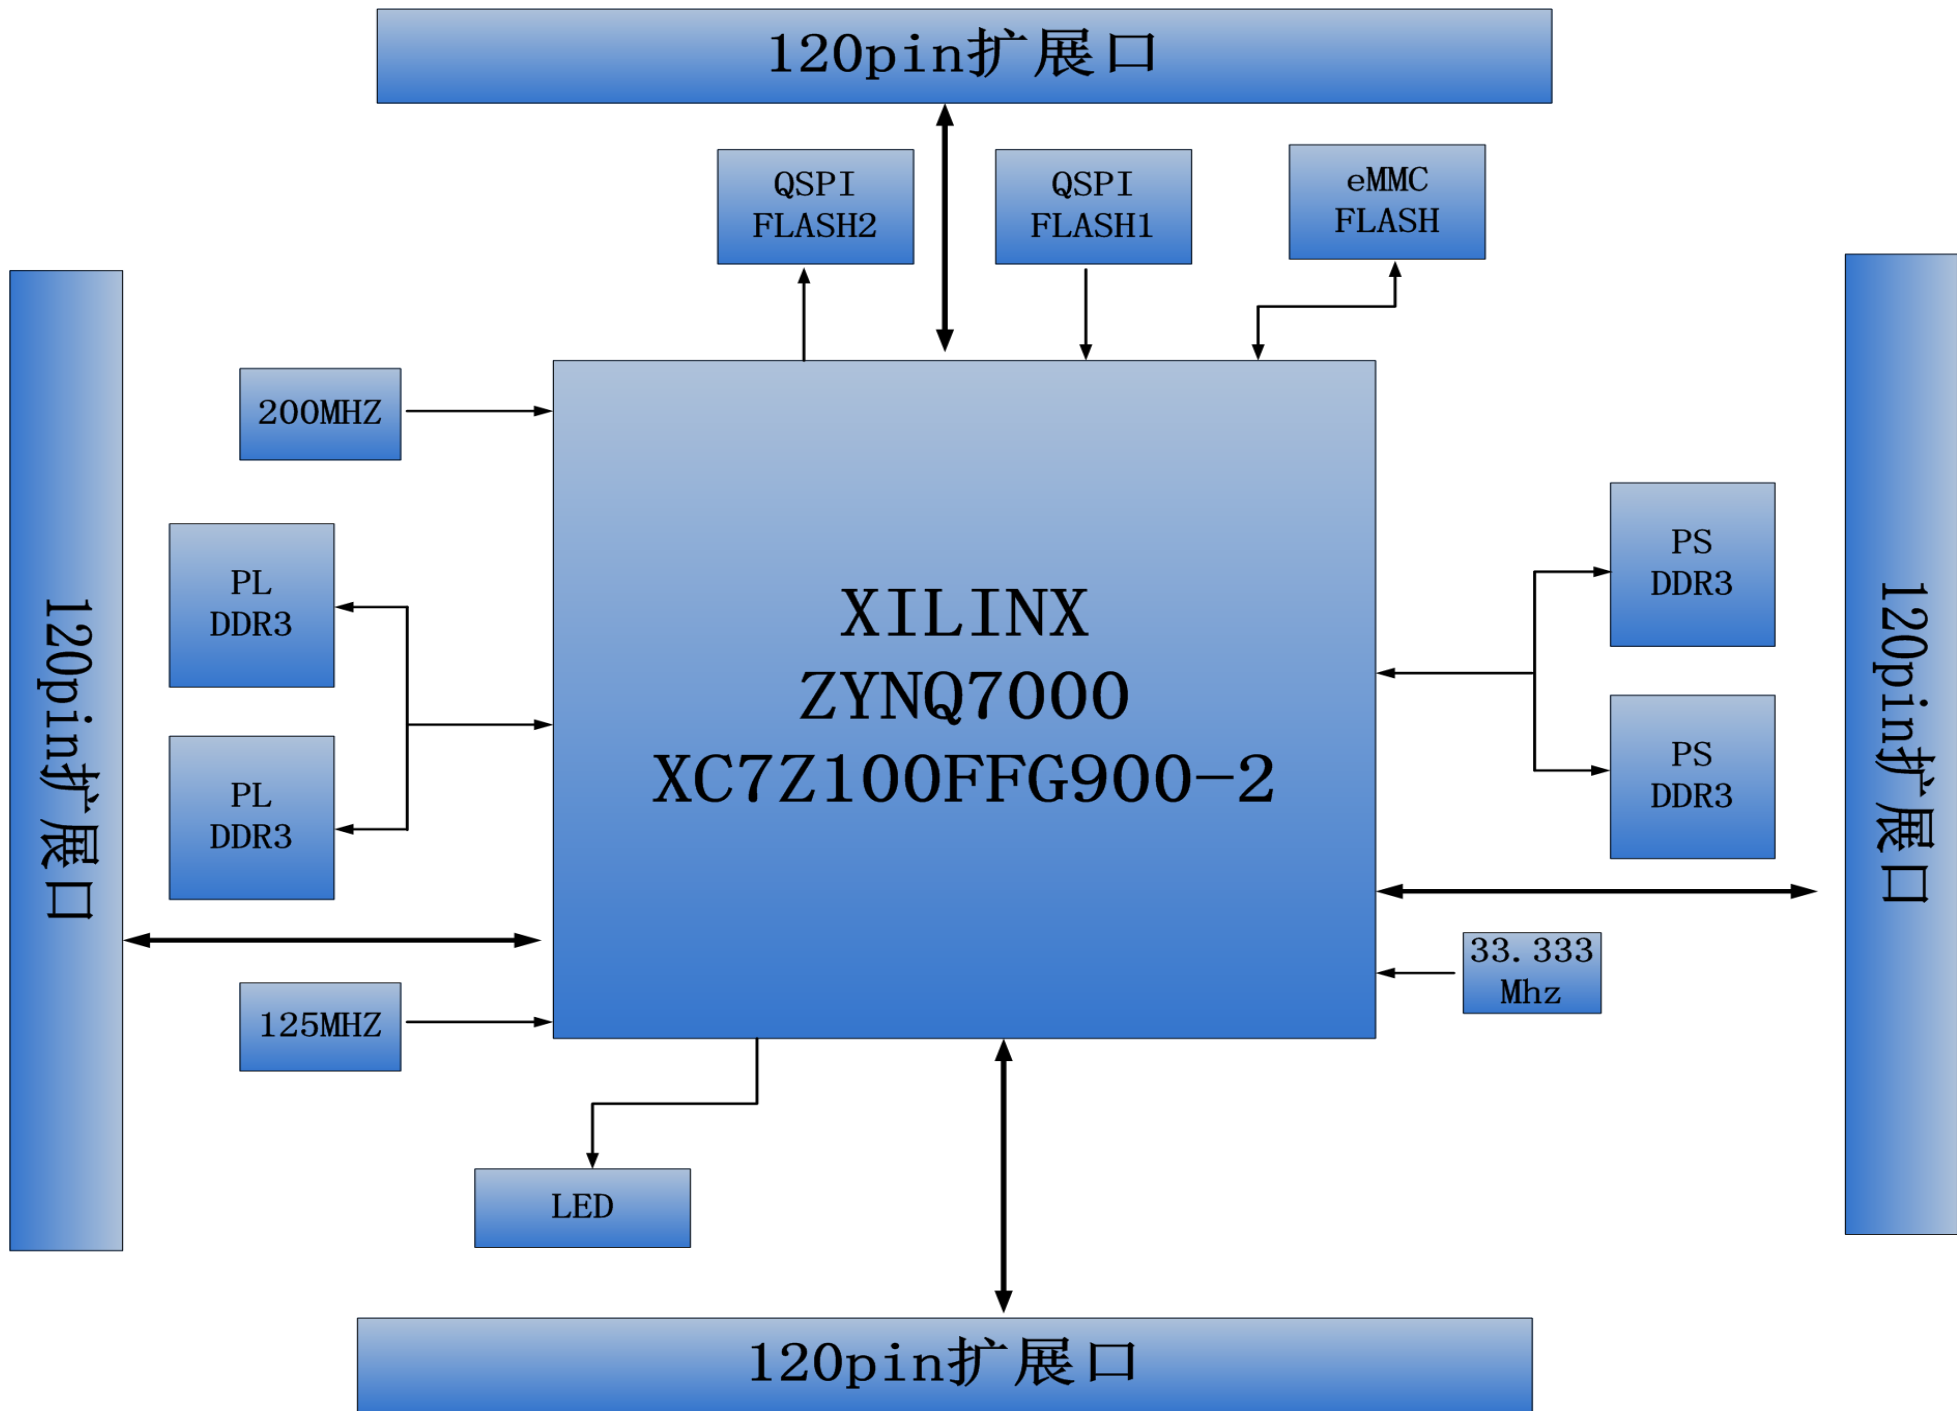 120pin扩展口
QSPI
FLASH2
QSPI
FLASH1
eMMC
FLASH
200MHZ
PL
DDR3
PL
DDR3
120pin扩展口
125MHZ
XILINX
ZYNQ7000
XC7Z100FFG900-2
PS
DDR3
PS
DDR3
120pin扩展口
33.333
Mhz
LED
120pin扩展口